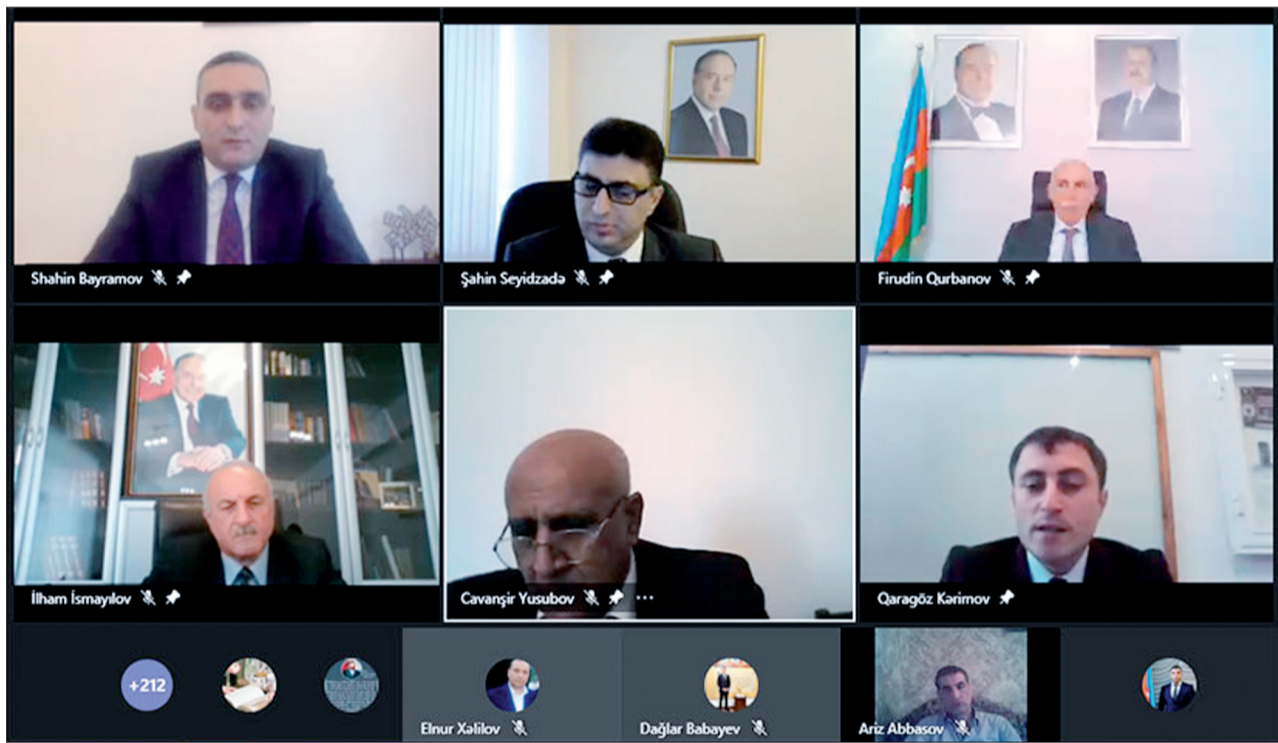 Shahin Bayramov
Şahin Seyidzadə
Firudin Qurbanov
İlham İsmayılov
Cavanşir Yusubov
Qaragöz Kərimov
+212
Elnur Xəlilov
Dağlar Babayev
Ariz Abbasov